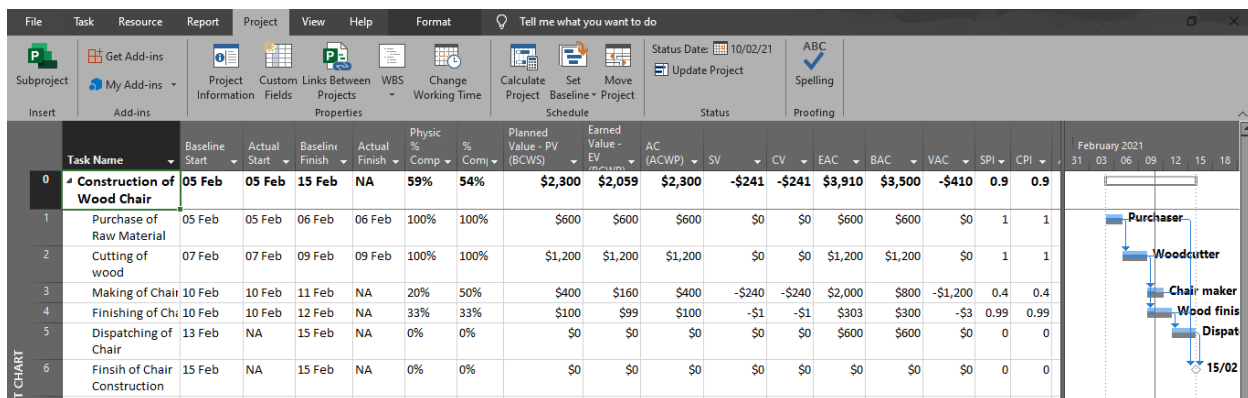 File Task Resource Report Project View Help Format Tell me what you want to do
Subproject
Get Add-ins
My Add-ins
Project Information
Custom Fields
Links Between Projects
WBS
Change Working Time
Calculate Project
Set Baseline
Move Project
Status Date: 10/02/21
Update Project
ABC
Spelling
Insert Add-ins Properties Schedule Status Proofing
Task Name Baseline Start Actual Start Baseline Finish Actual Finish Physic % Comp % Comp Planned Value - PV (BCWS) Earned Value - EV AC (ACWP) SV CV EAC BAC VAC SPI CPI
February 2021
31 03 06 09 12 15 18
0 Construction of Wood Chair 05 Feb 05 Feb 15 Feb NA 59% 54% $2,300 $2,059 $2,300 -$241 -$241 $3,910 $3,500 -$410 0.9 0.9
1 Purchase of Raw Material 05 Feb 05 Feb 06 Feb 06 Feb 100% 100% $600 $600 $600 $0 $0 $600 $600 $0 1 1 Purchaser
2 Cutting of wood 07 Feb 07 Feb 09 Feb 09 Feb 100% 100% $1,200 $1,200 $1,200 $0 $0 $1,200 $1,200 $0 1 1 Woodcutter
3 Making of Chair 10 Feb 10 Feb 11 Feb NA 20% 50% $400 $160 $400 -$240 -$240 $2,000 $800 -$1,200 0.4 0.4 Chair maker
4 Finishing of Cha 10 Feb 10 Feb 12 Feb NA 33% 33% $100 $99 $100 -$1 -$1 $303 $300 -$3 0.99 0.99 Wood finis
5 Dispatching of Chair 13 Feb NA 15 Feb NA 0% 0% $0 $0 $0 $0 $0 $600 $600 $0 0 0 Dispat
6 Finsih of Chair Construction 15 Feb NA 15 Feb NA 0% 0% $0 $0 $0 $0 $0 $0 $0 $0 0 0 15/02
T CHART